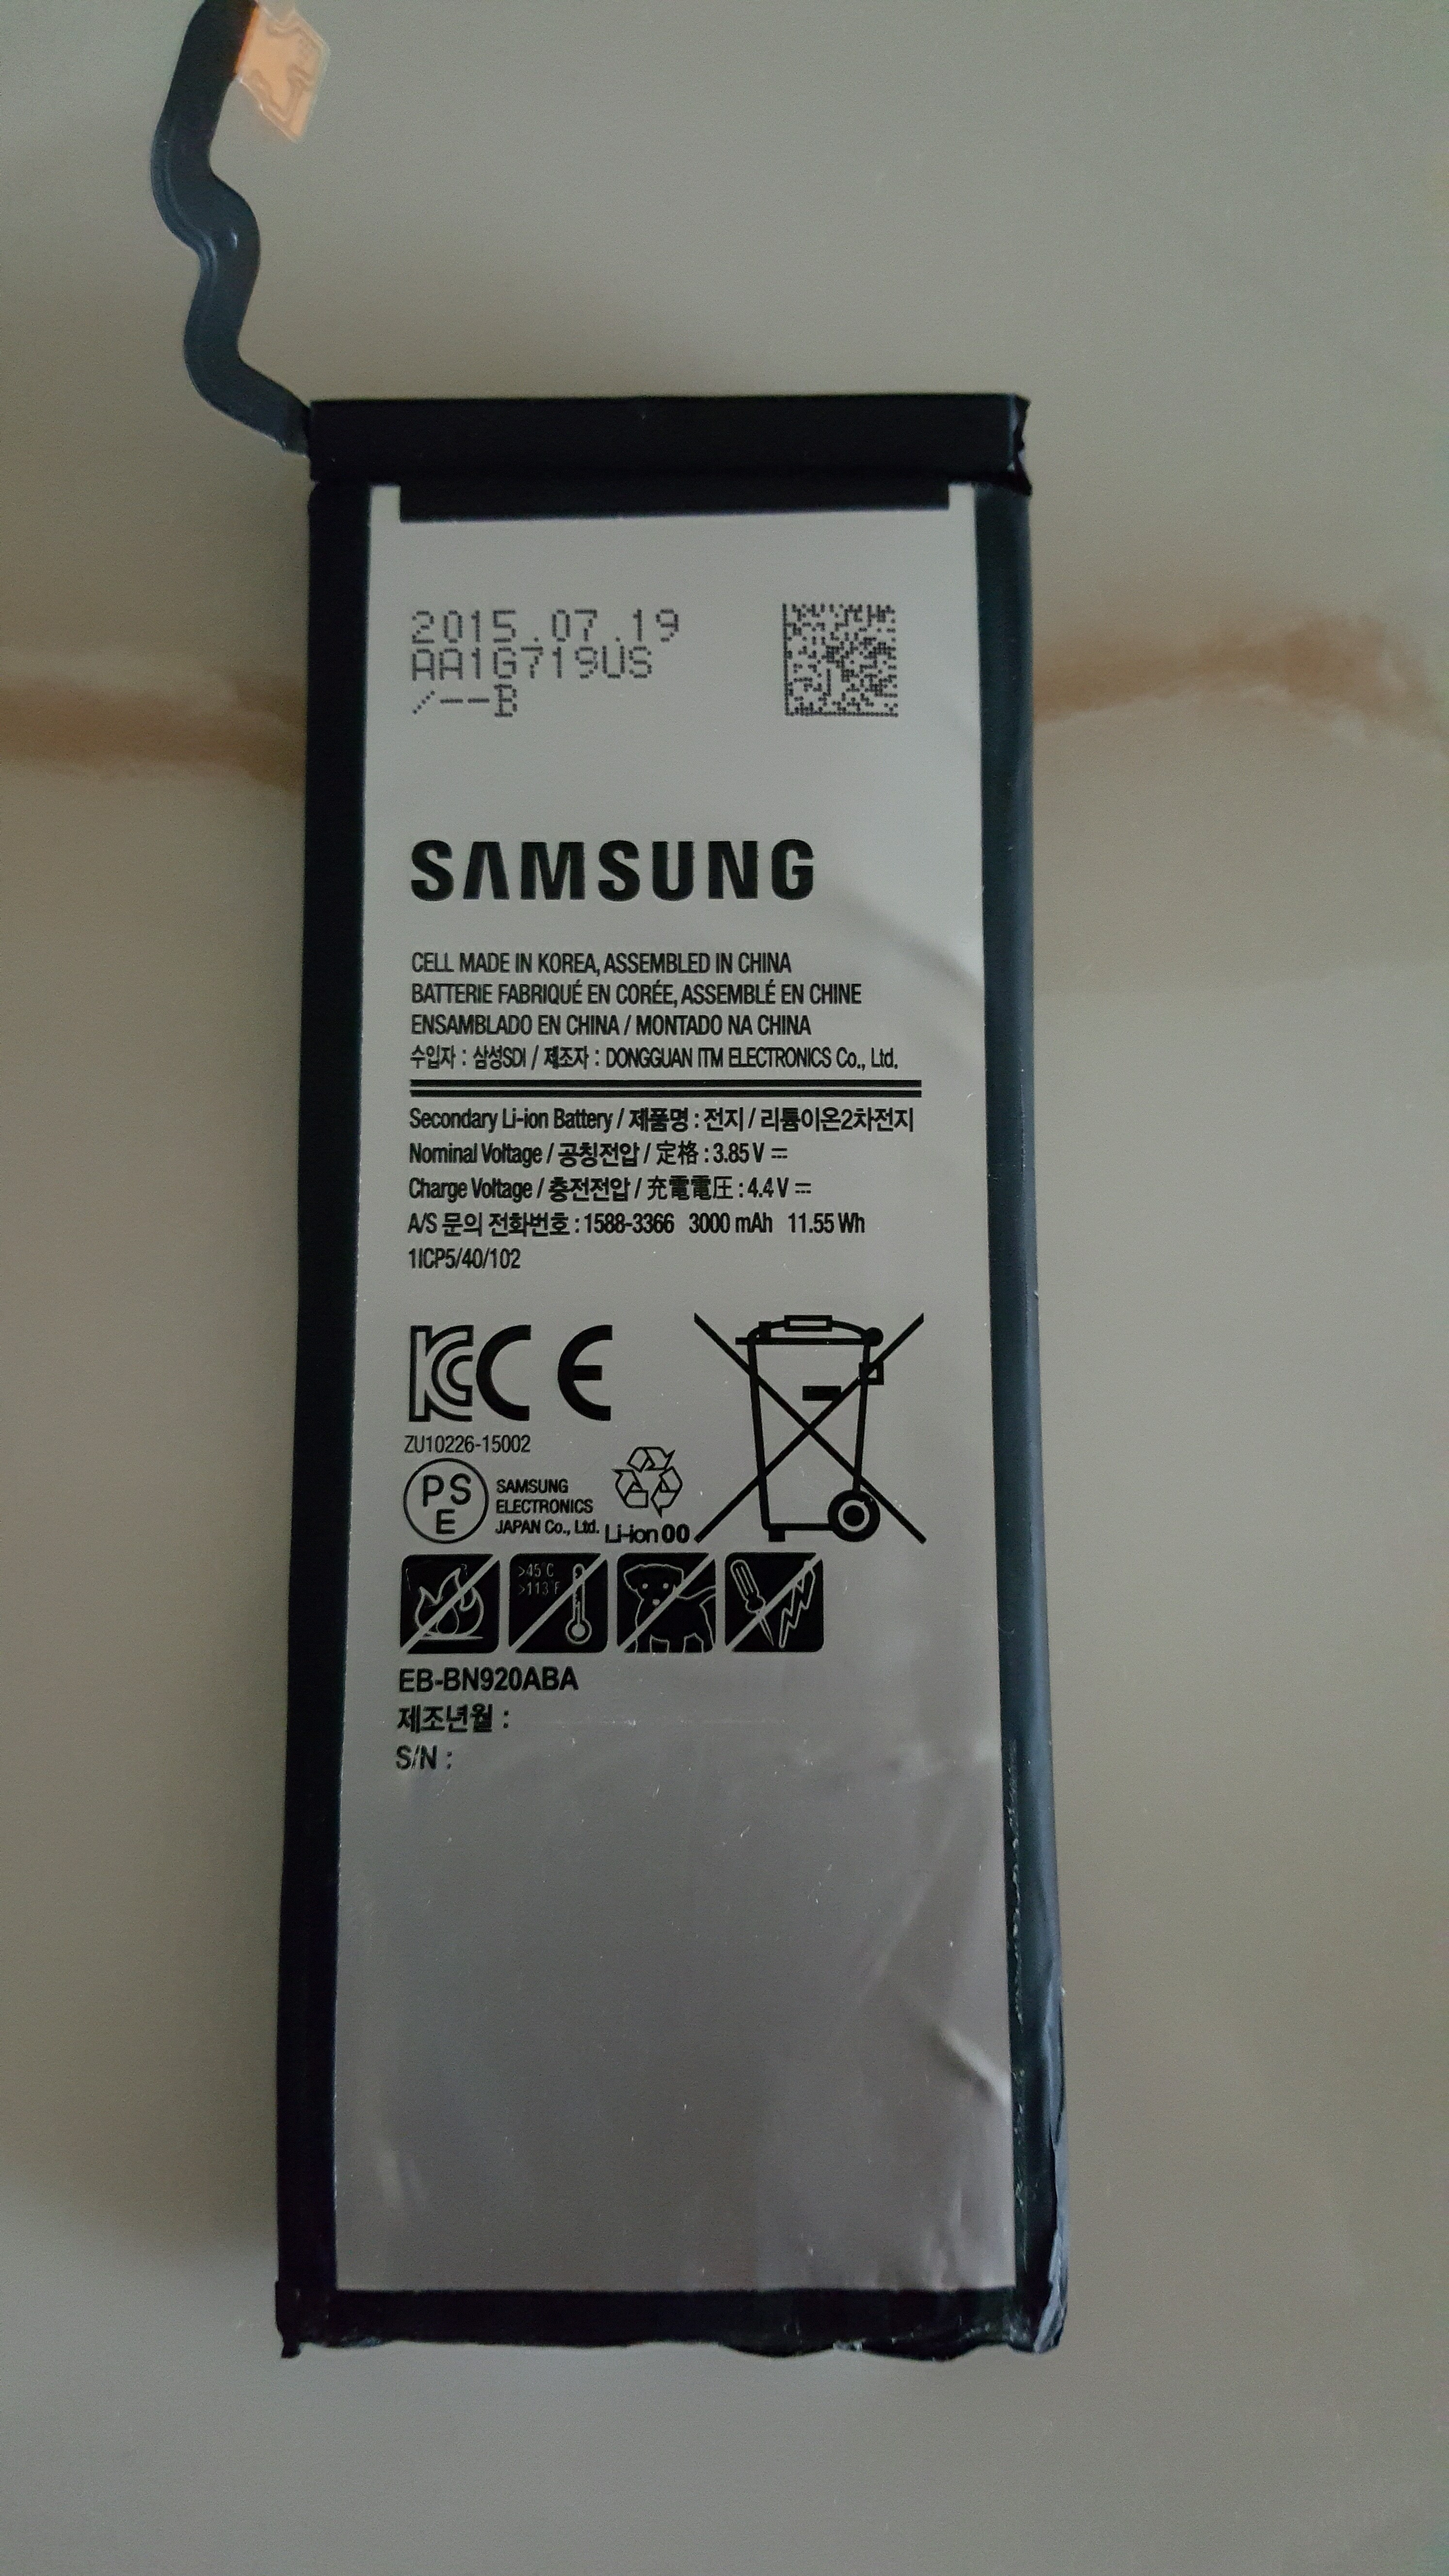 2015.07.19
AA1G719US
/--B
SAMSUNG
CELL MADE IN KOREA, ASSEMBLED IN CHINA
BATTERIE FABRIQUÉ EN CORÉE, ASSEMBLÉ EN CHINE
ENSAMBLADO EN CHINA / MONTADO NA CHINA
수입자 : 삼성SDI / 제조자 : DONGGUAN ITM ELECTRONICS Co., Ltd.
Secondary Li-ion Battery / 제품명 : 전지 / 리튬이온2차전지
Nominal Voltage / 공칭전압 / 定格 : 3.85 V ⎓
Charge Voltage / 충전전압 / 充電電圧 : 4.4 V ⎓
A/S 문의 전화번호 : 1588-3366 3000 mAh 11.55 Wh
1ICP5/40/102
KC CE
ZU10226-15002
PSE
SAMSUNG
ELECTRONICS
JAPAN Co., Ltd.
Li-ion 00
>45°C
>113°F
EB-BN920ABA
제조년월 :
S/N :